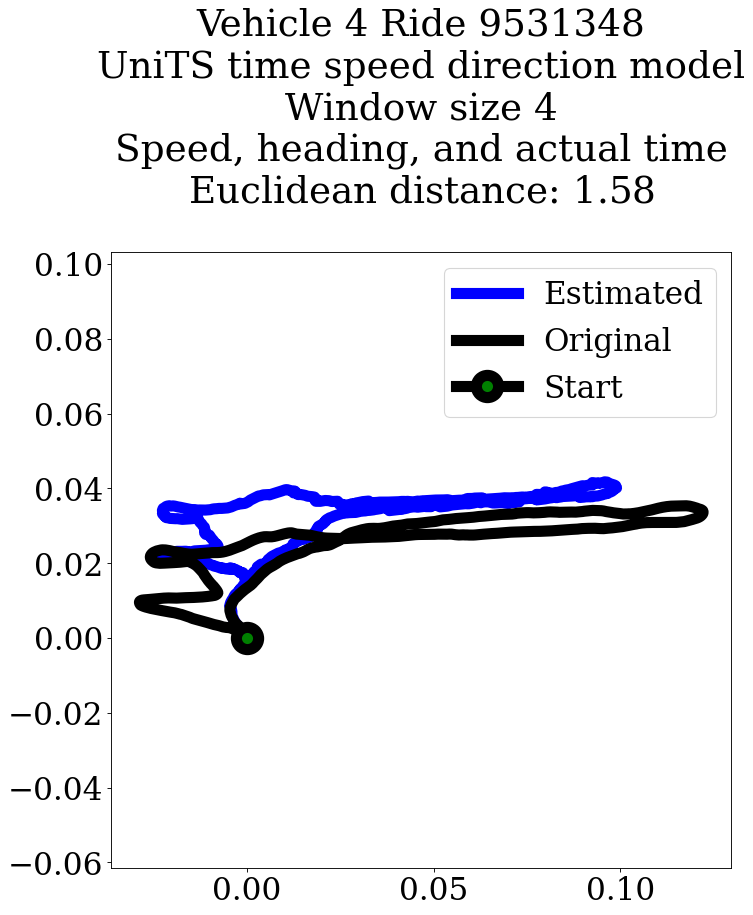 Vehicle 4 Ride 9531348
UniTS time speed direction model
Window size 4
Speed, heading, and actual time
Euclidean distance: 1.58
Estimated
Original
Start
0.10
0.08
0.06
0.04
0.02
0.00
−0.02
−0.04
−0.06
0.00 0.05 0.10